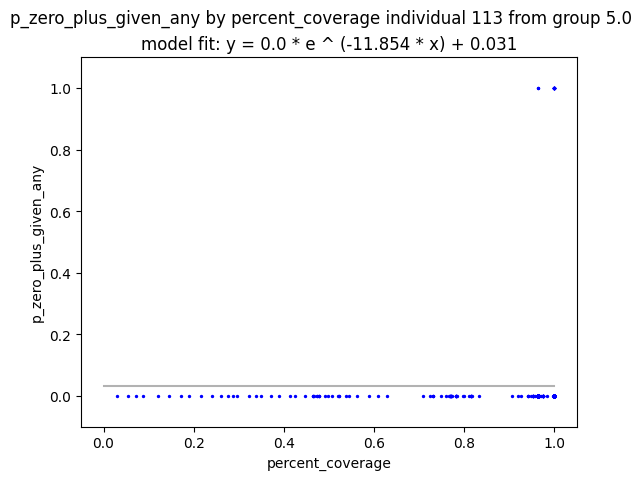 p_zero_plus_given_any by percent_coverage individual 113 from group 5.0
model fit: y = 0.0 * e ^ (-11.854 * x) + 0.031
p_zero_plus_given_any
1.0
0.8
0.6
0.4
0.2
0.0
0.0 0.2 0.4 0.6 0.8 1.0
percent_coverage